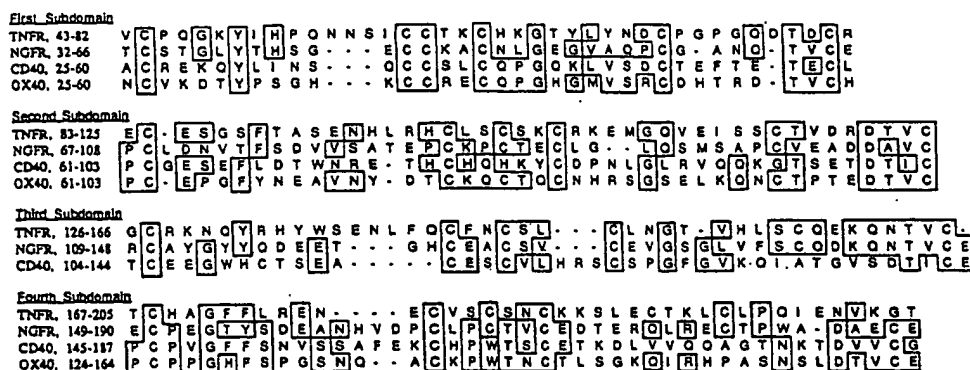 First Subdomain
TNFR, 43-82 V C P Q G K Y I H P Q N N S I C C T K C H K G T Y L Y N D C P G P G Q D T D C R
NGFR, 32-66 T C S T G L Y T H S G - - - E C C K A C N L G E G V A Q P C G - A N Q - T V C E
CD40, 25-60 A C R E K Q Y L I N S - - - Q C C S L C Q P G Q K L V S D C T E F T E - T E C L
OX40, 25-60 N C V K D T Y P S G H - - - K C C R E C Q P G H G M V S R C D H T R D - T V C H
Second Subdomain
TNFR, 83-125 E C - E S G S F T A S E N H L R H C L S C S K C R K E M G Q V E I S S C T V D R D T V C
NGFR, 67-108 P C L D N V T F S D V V S A T E P C K P C T E C L G - - L Q S M S A P C V E A D D A V C
CD40, 61-103 P C G E S E F L D T W N R E - T H C H Q H K Y C D P N L G L R V Q Q K G T S E T D T I C
OX40, 61-103 P C - E P G F Y N E A V N Y - D T C K Q C T Q C N H R S G S E L K Q N C T P T E D T V C
Third Subdomain
TNFR, 126-166 G C R K N Q Y R H Y W S E N L F Q C F N C S L - - - C L N G T - V H L S C Q E K Q N T V C -
NGFR, 109-148 R C A Y G Y Y Q D E E T - - - G H C E A C S V - - - C E V G S G L V F S C Q D K Q N T V C E
CD40, 104-144 T C E E G W H C T S E A - - - - - C E S C V L H R S C S P G F G V K Q I . A T G V S D T I C E
Fourth Subdomain
TNFR, 167-205 T C H A G F F L R E N - - - - E C V S C S N C K K S L E C T K L C L P Q I E N V K G T
NGFR, 149-190 E C P E G T Y S D E A N H V D P C L P C T V C E D T E R Q L R E C T P W A - D A E C E
CD40, 145-187 P C P V G F F S N V S S A F E K C H P W T S C E T K D L V V Q Q A G T N K T D V V C G
OX40, 124-164 P C P P G H F S P G S N Q - - A C K P W T N C T L S G K Q I R H P A S N S L D T V C E